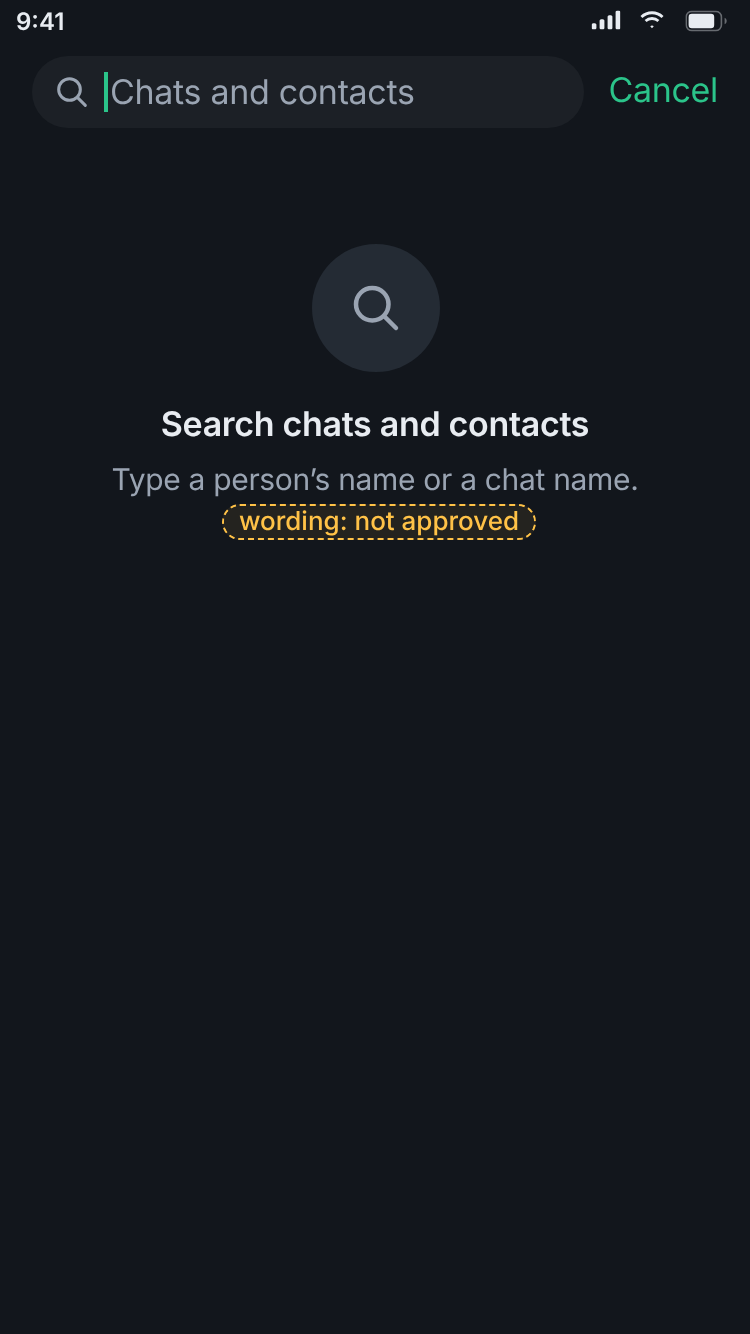 9:41
Chats and contacts
Cancel
Search chats and contacts
Type a person’s name or a chat name.
wording: not approved